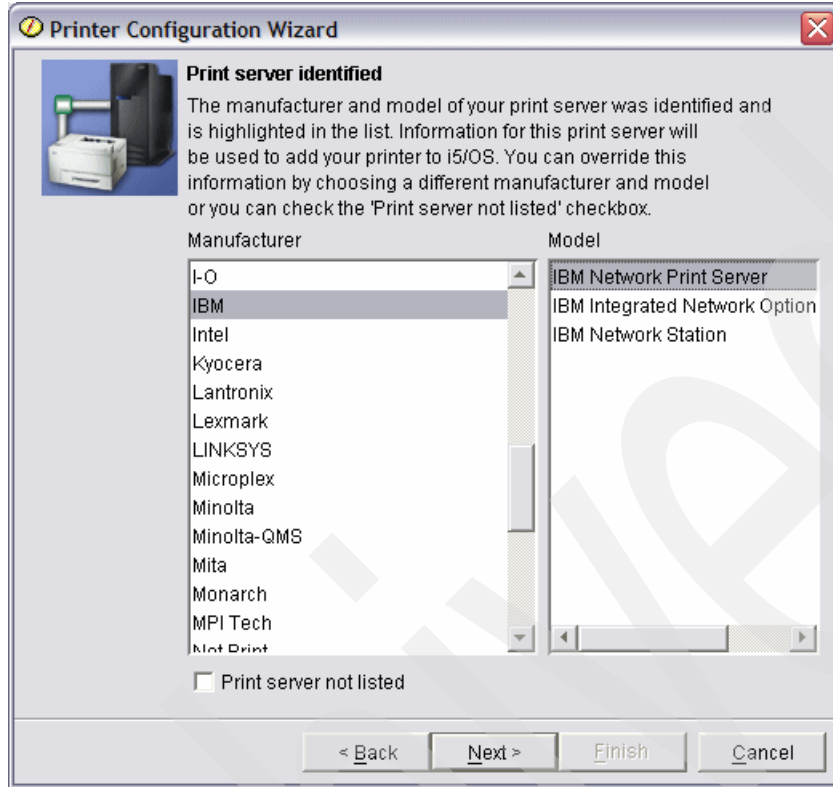 Printer Configuration Wizard
Print server identified
The manufacturer and model of your print server was identified and
is highlighted in the list. Information for this print server will
be used to add your printer to i5/OS. You can override this
information by choosing a different manufacturer and model
or you can check the 'Print server not listed' checkbox.
Manufacturer
Model
I-O
IBM
Intel
Kyocera
Lantronix
Lexmark
LINKSYS
Microplex
Minolta
Minolta-QMS
Mita
Monarch
MPI Tech
Net Print
IBM Network Print Server
IBM Integrated Network Option
IBM Network Station
Print server not listed
< Back
Next >
Finish
Cancel